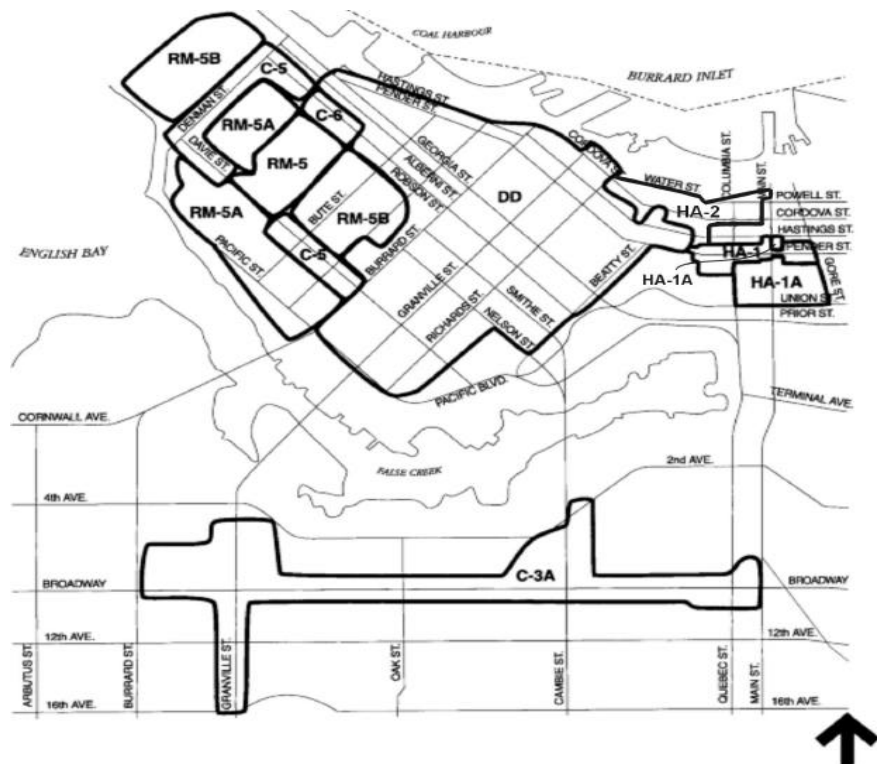 COAL HARBOUR
BURRARD INLET
RM-5B
C-5
HASTINGS ST.
PENDER ST.
DENMAN ST.
C-6
RM-5A
DAVIE ST.
GEORGIA ST.
ALBERNI ST.
ROBSON ST.
CORDOVA S
COLUMBIA ST.
AIN ST.
RM-5
DD
WATER ST.
POWELL ST.
HA-2
CORDOVA ST.
RM-5A
BUTE ST.
RM-5B
HASTINGS ST.
PENDER ST.
HA-1
ENGLISH BAY
PACIFIC ST.
C-5
BURRARD ST.
BEATTY ST.
HA-1A
HA-1A
GORE ST.
GRANVILLE ST.
SMITHE ST.
UNION S
RICHARDS ST.
NELSON ST.
PRIOR ST.
PACIFIC BLVD.
TERMINAL AVE.
CORNWALL AVE.
FALSE CREEK
2nd AVE.
4th AVE.
C-3A
BROADWAY
BROADWAY
12th AVE.
12th AVE.
ARBUTUS ST.
BURRARD ST.
GRANVILLE ST.
OAK ST.
CAMBIE ST.
QUEBEC ST.
MAIN ST.
16th AVE.
16th AVE.